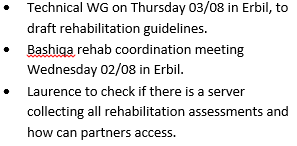 • Technical WG on Thursday 03/08 in Erbil, to
draft rehabilitation guidelines.
• Bashiqa rehab coordination meeting
Wednesday 02/08 in Erbil.
• Laurence to check if there is a server
collecting all rehabilitation assessments and
how can partners access.